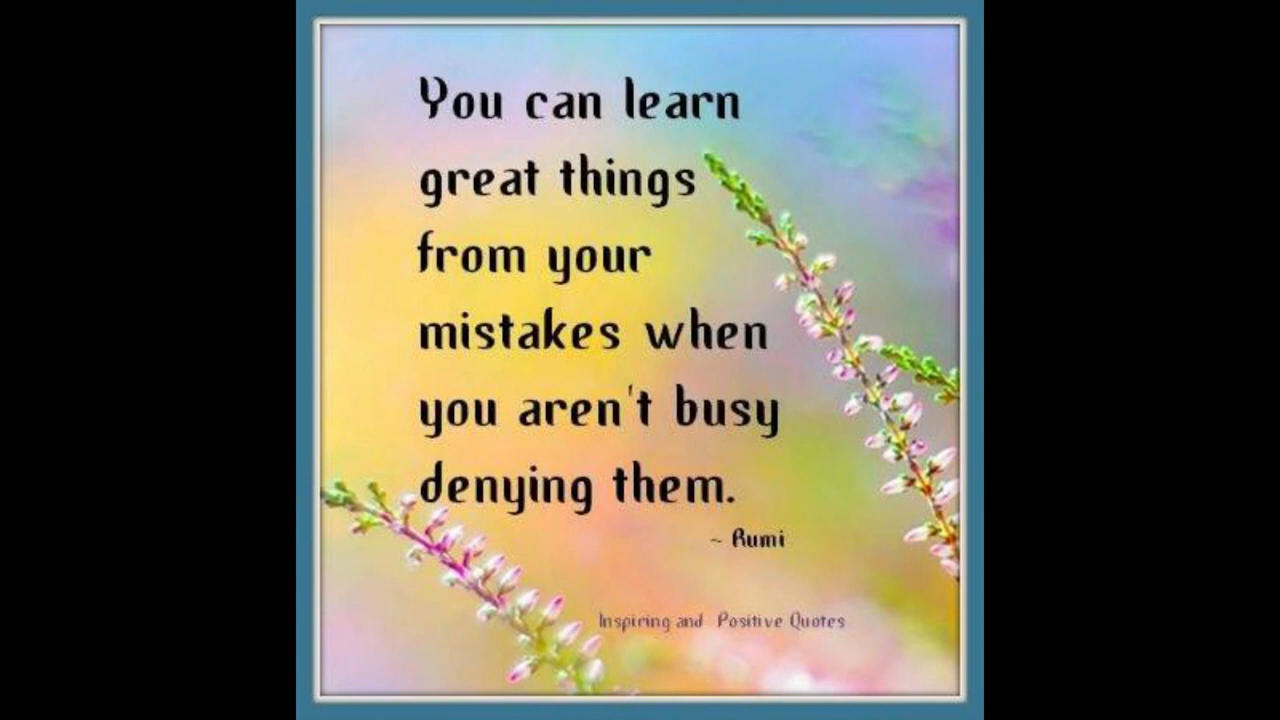 You can learn
great things
from your
mistakes when
you aren't busy
denying them.
~ Rumi
Inspiring and Positive Quotes